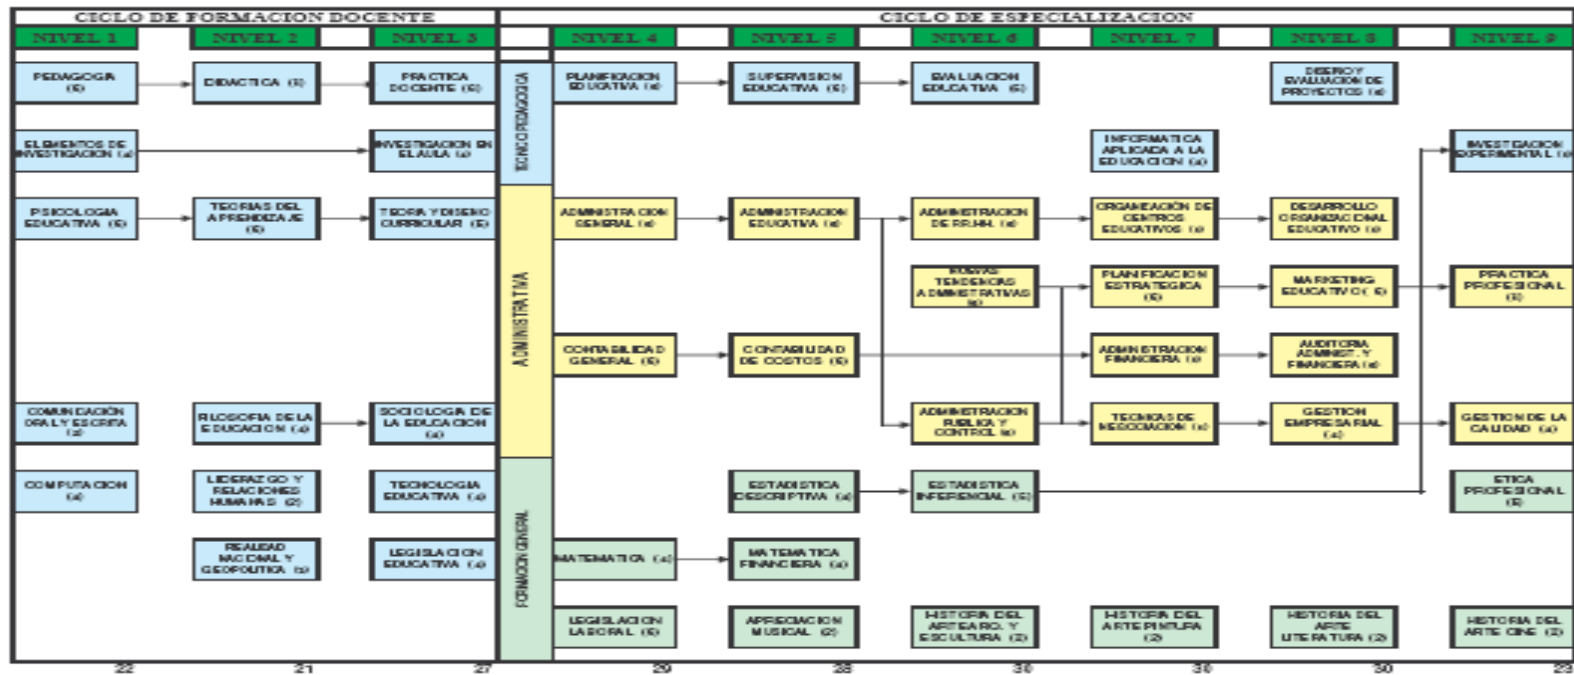 CICLO DE FORMACION DOCENTE
CICLO DE ESPECIALIZACION
NIVEL 1
NIVEL 2
NIVEL 3
NIVEL 4
NIVEL 5
NIVEL 6
NIVEL 7
NIVEL 8
NIVEL 9
TECNICO PEDAGOGICA
ADMINISTRATIVA
FORMACION GENERAL
PEDAGOGIA
DIDACTICA
PRACTICA
DOCENTE
PLANIFICACION
EDUCATIVA
SUPERVISION
EDUCATIVA
EVALUACION
EDUCATIVA
DISEÑO Y
EVALUACION DE
PROYECTOS
ELEMENTOS DE
INVESTIGACION
INVESTIGACION EN
EL AULA
INFORMATICA
APLICADA A LA
EDUCACION
INVESTIGACION
EXPERIMENTAL
PSICOLOGIA
EDUCATIVA
TEORIAS DEL
APRENDIZAJE
TEORIA Y DISEÑO
CURRICULAR
ADMINISTRACION
GENERAL
ADMINISTRACION
EDUCATIVA
ADMINISTRACION
DE RR.HH.
ORGANIZACIÓN DE
CENTROS
EDUCATIVOS
DESARROLLO
ORGANIZACIONAL
EDUCATIVO
NUEVAS
TENDENCIAS
ADMINISTRATIVAS
PLANIFICACION
ESTRATEGICA
MARKETING
EDUCATIVO
PRACTICA
PROFESIONAL
CONTABILIDAD
GENERAL
CONTABILIDAD
DE COSTOS
ADMINISTRACION
FINANCIERA
AUDITORIA
ADMINIST. Y
FINANCIERA
COMUNICACIÓN
ORAL Y ESCRITA
FILOSOFIA DE LA
EDUCACION
SOCIOLOGIA DE
LA EDUCACION
ADMINISTRACION
PUBLICA Y
CONTROL
TECNICAS DE
NEGOCIACION
GESTION
EMPRESARIAL
GESTION DE LA
CALIDAD
COMPUTACION
LIDERAZGO Y
RELACIONES
HUMANAS (2)
TECNOLOGIA
EDUCATIVA
ESTADISTICA
DESCRIPTIVA
ESTADISTICA
INFERENCIAL
ETICA
PROFESIONAL
REALIDAD
NACIONAL Y
GEOPOLITICA
LEGISLACION
EDUCATIVA
MATEMATICA
MATEMATICA
FINANCIERA
LEGISLACION
LABORAL
APRECIACION
MUSICAL (2)
HISTORIA DEL
ARTE ARQ. Y
ESCULTURA (2)
HISTORIA DEL
ARTE PINTURA
(2)
HISTORIA DEL
ARTE
LITERATURA (2)
HISTORIA DEL
ARTE CINE (2)
22
21
27
29
28
30
30
30
23